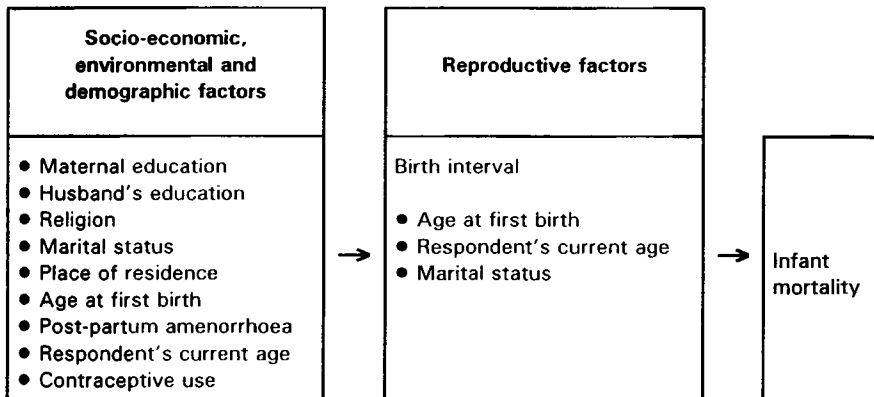 Socio-economic,
environmental and
demographic factors
● Maternal education
● Husband's education
● Religion
● Marital status
● Place of residence
● Age at first birth
● Post-partum amenorrhoea
● Respondent's current age
● Contraceptive use
→
Reproductive factors
Birth interval
● Age at first birth
● Respondent's current age
● Marital status
→
Infant
mortality